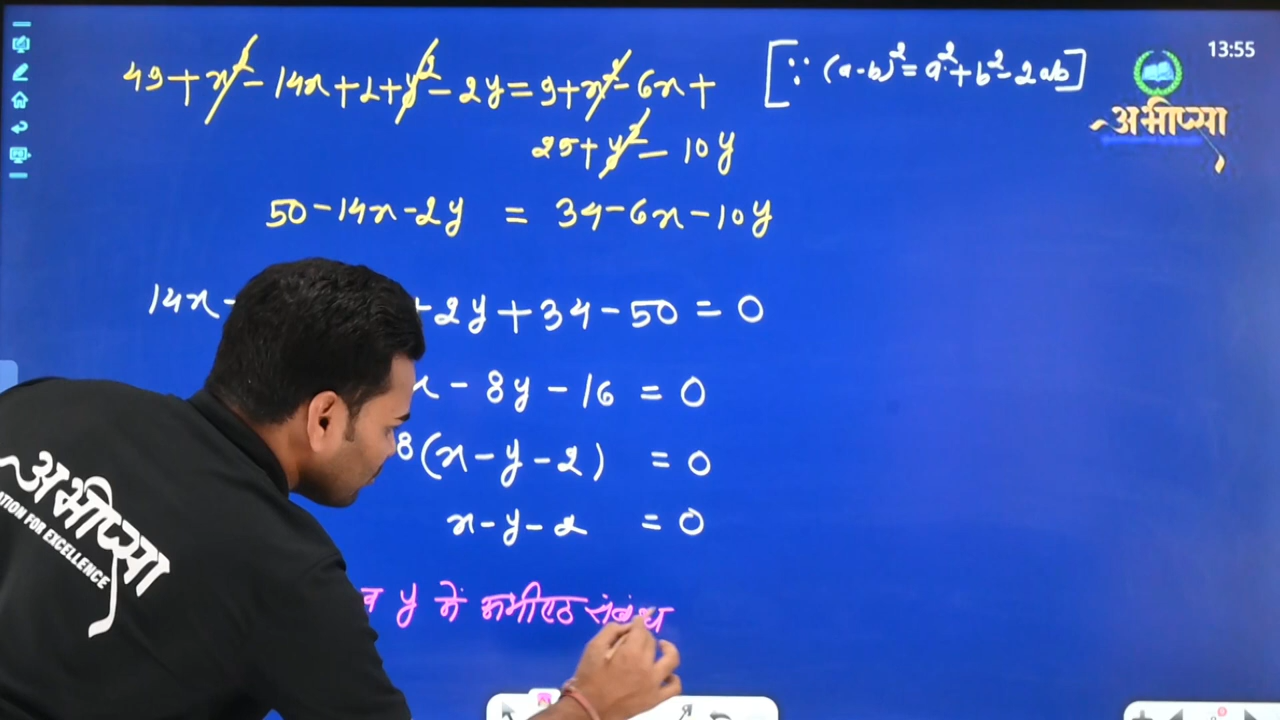 49+x²-14x+1+y²-2y=9+x²-6x+
25+y²-10y
[∵ (a-b)²=a²+b²-2ab]
13:55
अभीप्सा
50-14x-2y = 34-6x-10y
14x-
+2y+34-50=0
x-8y-16=0
8(x-y-2)=0
x-y-2=0
व y में अभीष्ट संबंध
अभीप्सा
ATION FOR EXCELLENCE